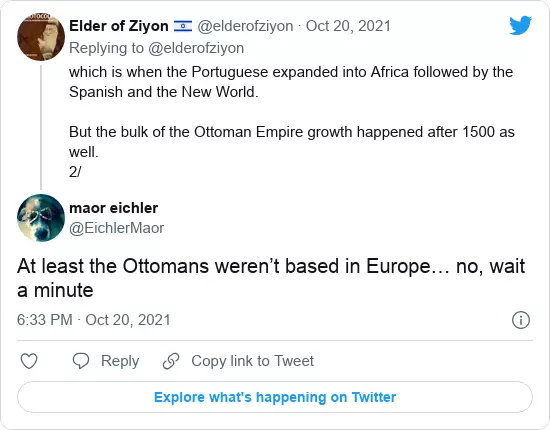 Elder of Ziyon 🇮🇱 @elderofziyon · Oct 20, 2021
Replying to @elderofziyon
which is when the Portuguese expanded into Africa followed by the
Spanish and the New World.
But the bulk of the Ottoman Empire growth happened after 1500 as
well.
2/
maor eichler
@EichlerMaor
At least the Ottomans weren’t based in Europe… no, wait
a minute
6:33 PM · Oct 20, 2021
Reply
Copy link to Tweet
Explore what's happening on Twitter